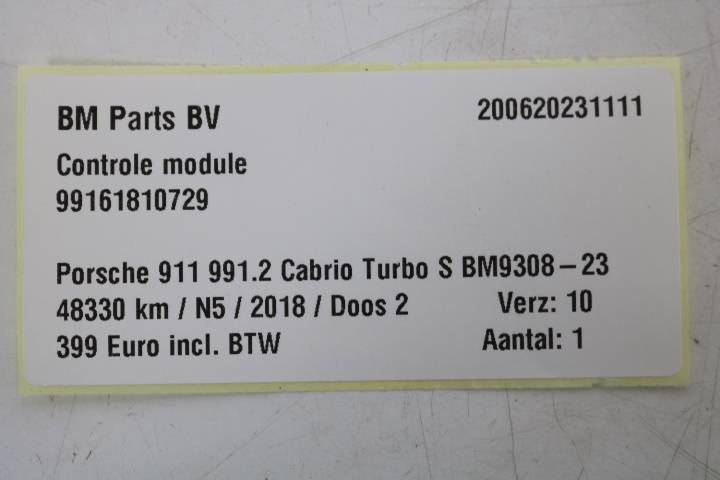 BM Parts BV 200620231111
Controle module
99161810729
Porsche 911 991.2 Cabrio Turbo S BM9308-23
48330 km / N5 / 2018 / Doos 2 Verz: 10
399 Euro incl. BTW Aantal: 1